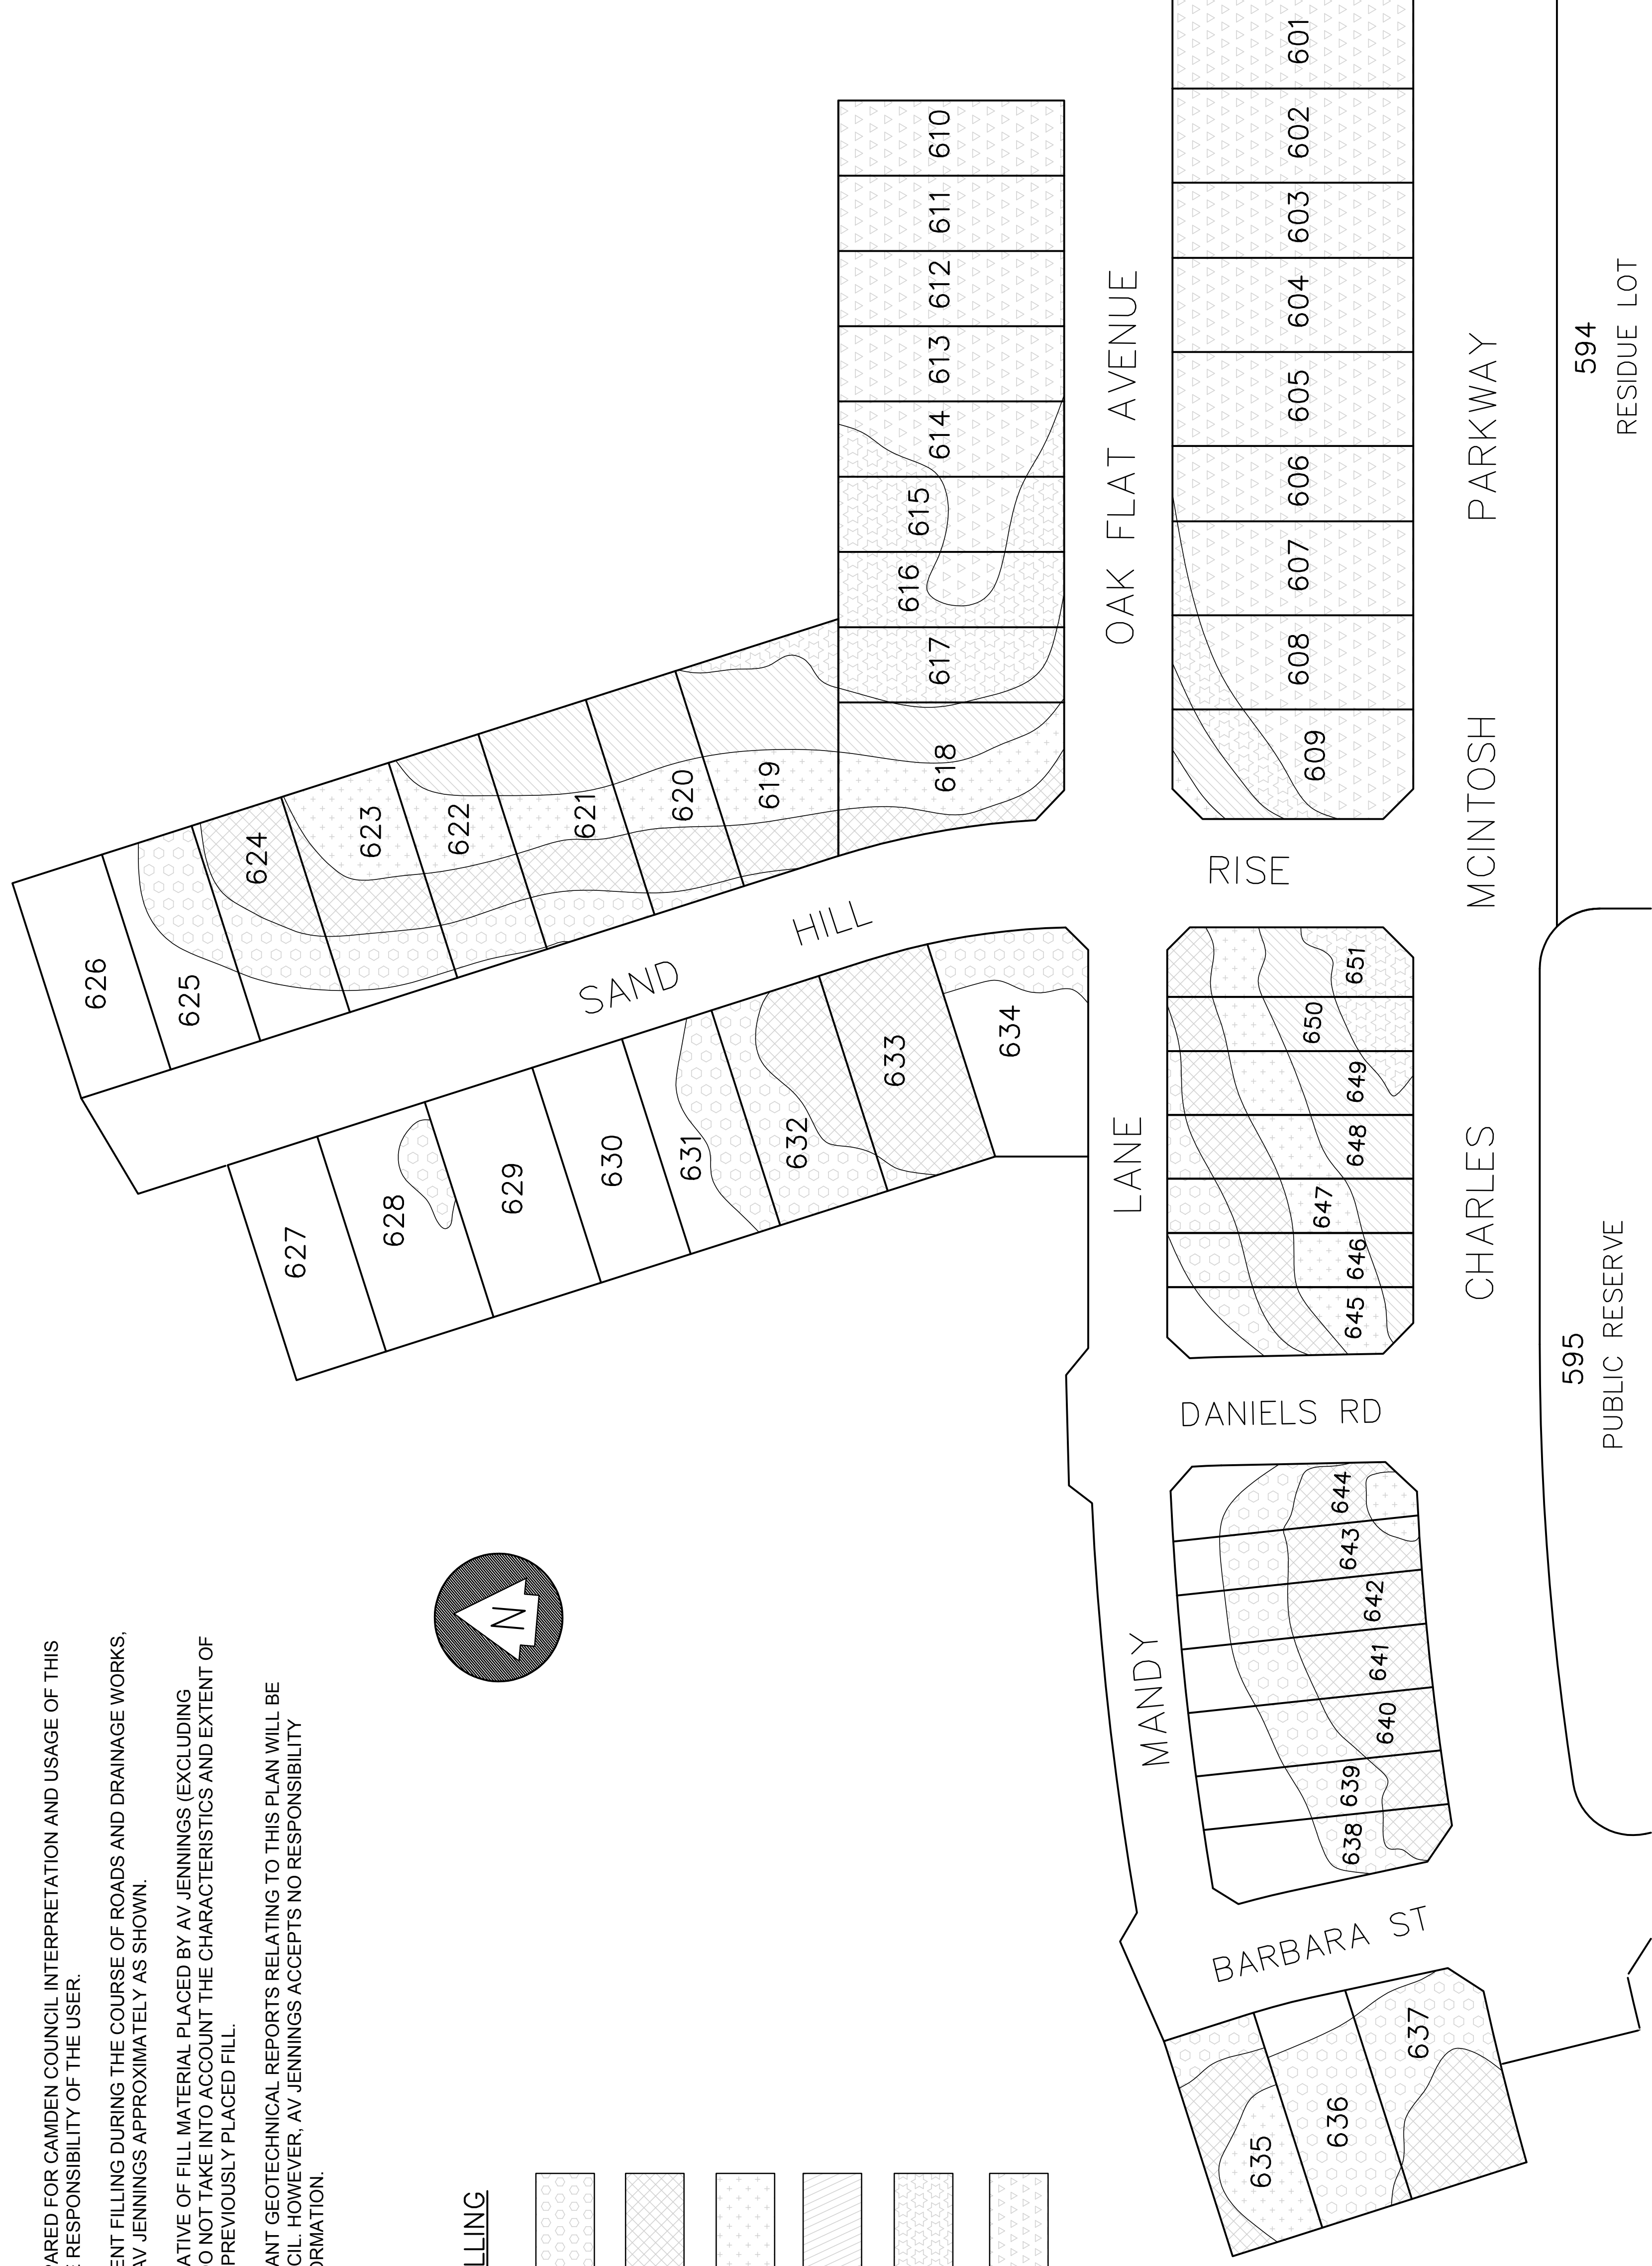 PARED FOR CAMDEN COUNCIL INTERPRETATION AND USAGE OF THIS
RESPONSIBILITY OF THE USER.
ENT FILLING DURING THE COURSE OF ROADS AND DRAINAGE WORKS,
AV JENNINGS APPROXIMATELY AS SHOWN.
ATIVE OF FILL MATERIAL PLACED BY AV JENNINGS (EXCLUDING
DO NOT TAKE INTO ACCOUNT THE CHARACTERISTICS AND EXTENT OF
PREVIOUSLY PLACED FILL.
ANT GEOTECHNICAL REPORTS RELATING TO THIS PLAN WILL BE
CIL. HOWEVER, AV JENNINGS ACCEPTS NO RESPONSIBILITY
ORMATION.
LLING
N
626
625
624
623
622
621
620
619
618
617
616
615
614
613
612
611
610
627
628
629
630
631
632
633
634
SAND HILL
RISE
OAK FLAT AVENUE
601
602
603
604
605
606
607
608
609
MANDY LANE
651
650
649
648
647
646
645
DANIELS RD
644
643
642
641
640
639
638
BARBARA ST
635
636
637
CHARLES MCINTOSH PARKWAY
594
RESIDUE LOT
595
PUBLIC RESERVE